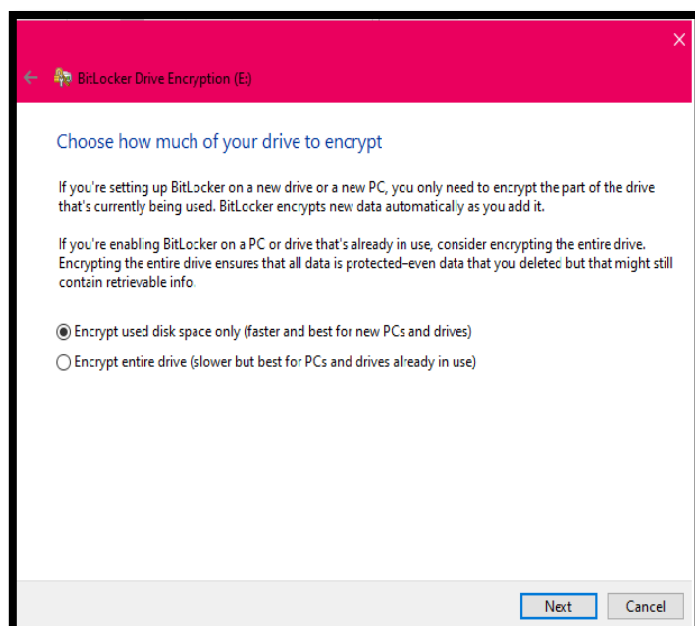 BitLocker Drive Encryption (E:)
Choose how much of your drive to encrypt
If you're setting up BitLocker on a new drive or a new PC, you only need to encrypt the part of the drive
that's currently being used. BitLocker encrypts new data automatically as you add it.
If you're enabling BitLocker on a PC or drive that's already in use, consider encrypting the entire drive.
Encrypting the entire drive ensures that all data is protected–even data that you deleted but that might still
contain retrievable info.
Encrypt used disk space only (faster and best for new PCs and drives)
Encrypt entire drive (slower but best for PCs and drives already in use)
Next Cancel